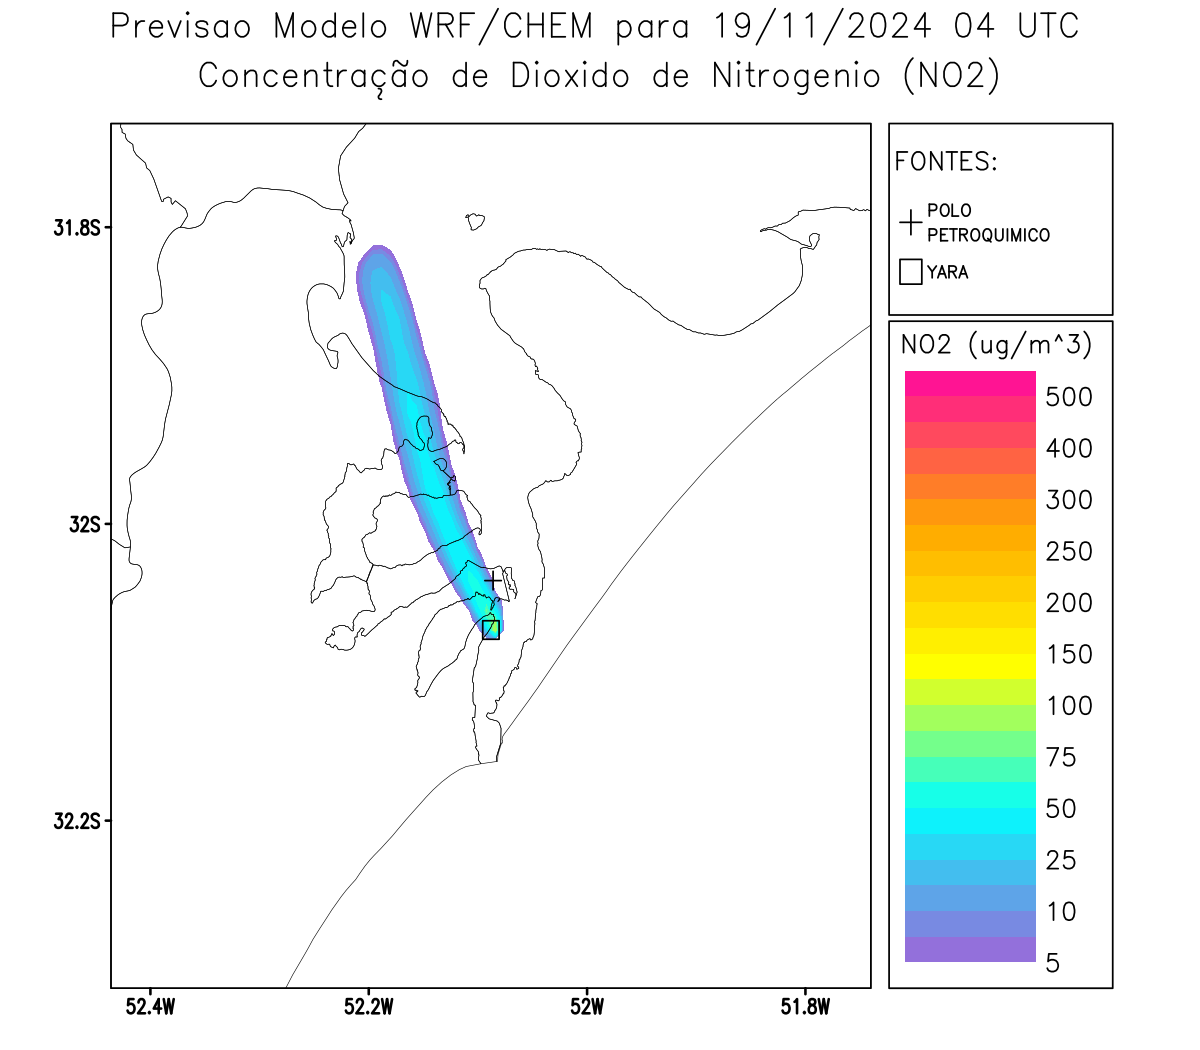 Previsao Modelo WRF/CHEM para 19/11/2024 04 UTC
Concentração de Dioxido de Nitrogenio (NO2)
FONTES:
POLO
PETROQUIMICO
YARA
NO2 (ug/m^3)
500
400
300
250
200
150
100
75
50
25
10
5
31.8S
32S
32.2S
52.4W
52.2W
52W
51.8W